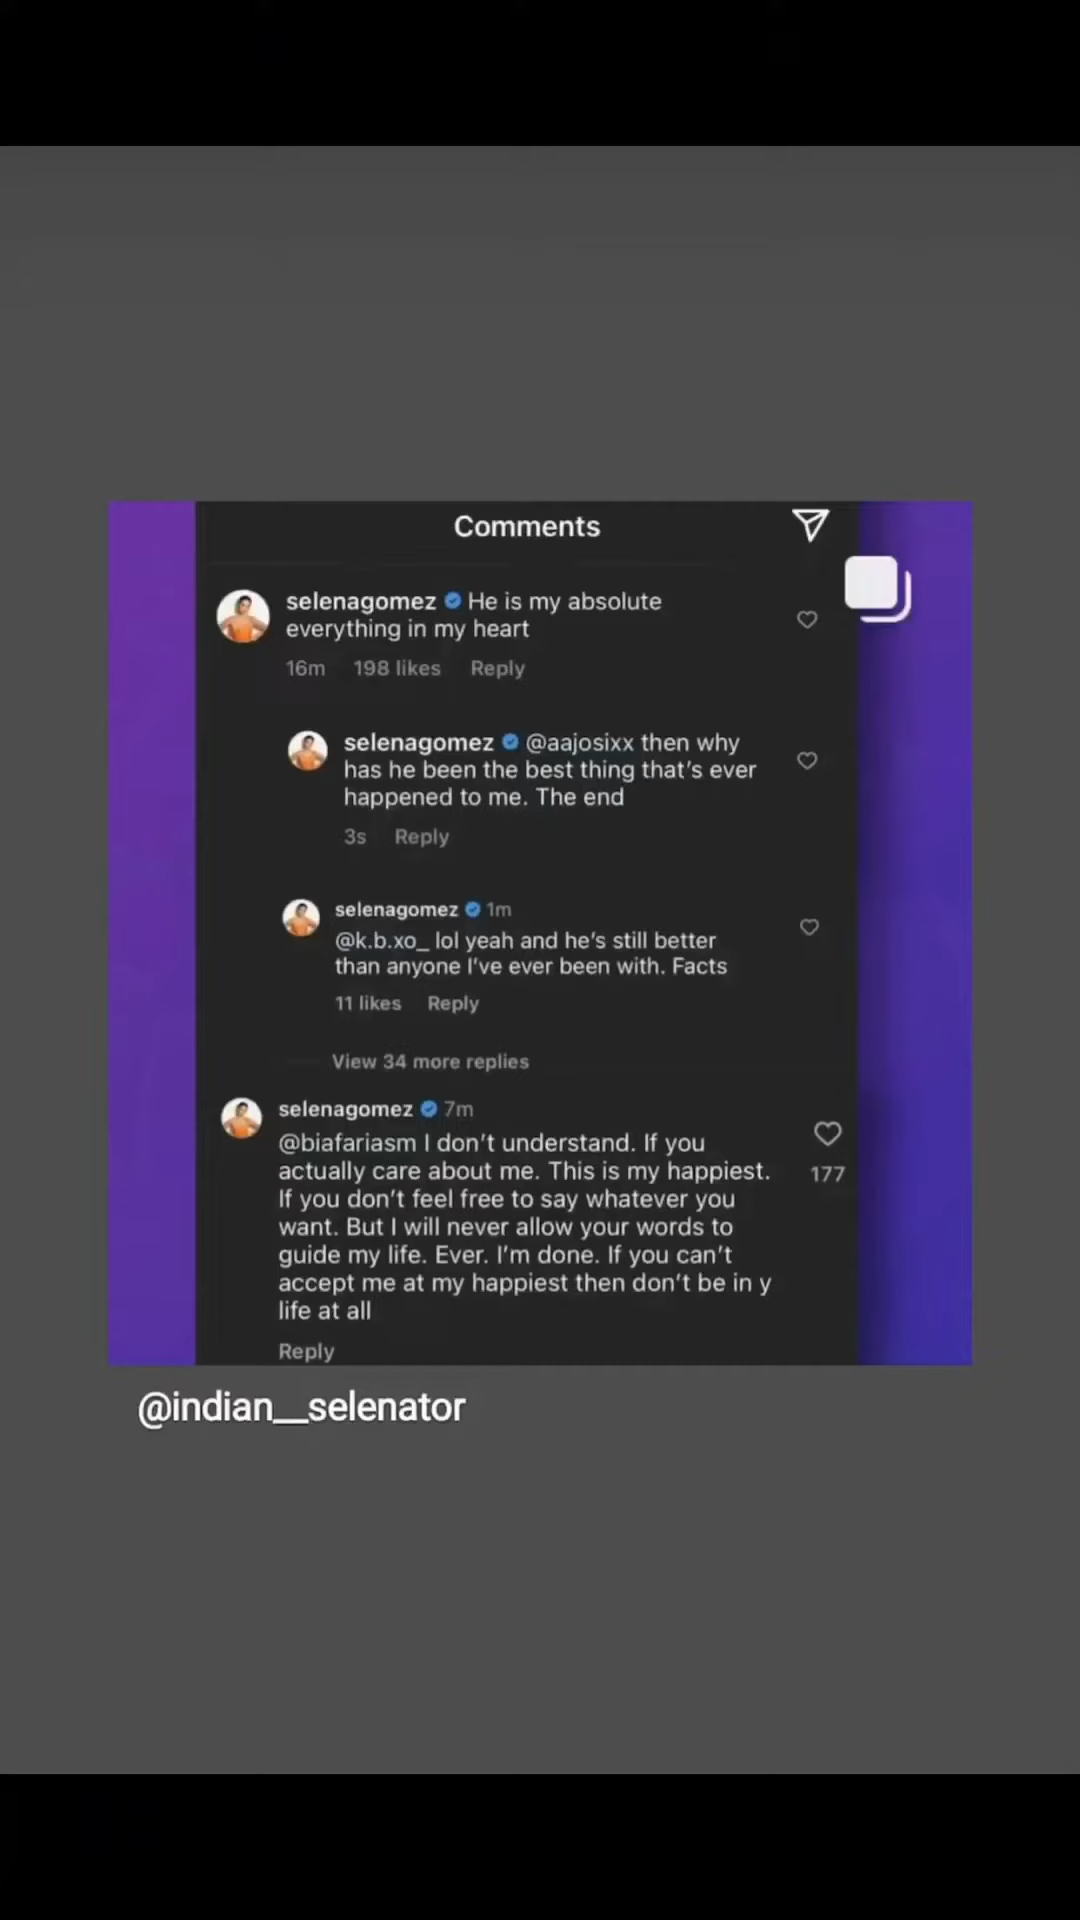 Comments
selenagomez He is my absolute
everything in my heart
16m 198 likes Reply
selenagomez @aajosixx then why
has he been the best thing that's ever
happened to me. The end
3s Reply
selenagomez 1m
@k.b.xo_ lol yeah and he's still better
than anyone I've ever been with. Facts
11 likes Reply
View 34 more replies
selenagomez 7m
@biafariasm I don't understand. If you
actually care about me. This is my happiest.
177
If you don't feel free to say whatever you
want. But I will never allow your words to
guide my life. Ever. I'm done. If you can't
accept me at my happiest then don't be in y
life at all
Reply
@indian__selenator